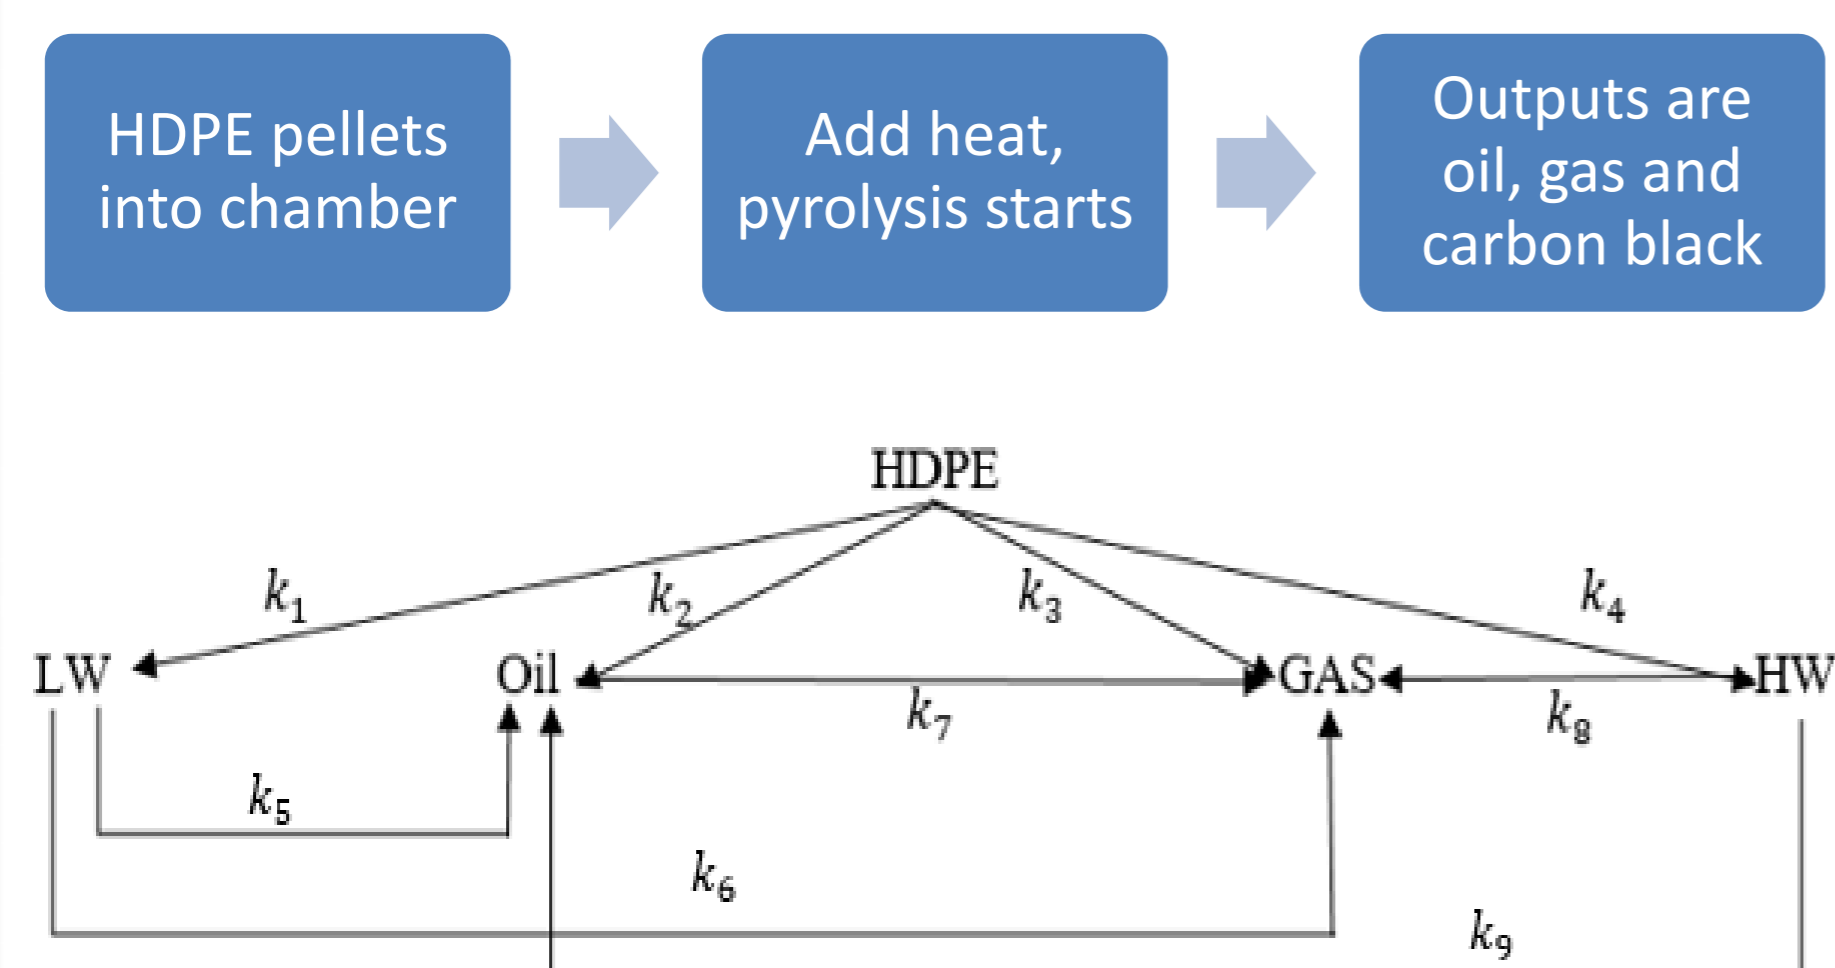 HDPE pellets
into chamber
Add heat,
pyrolysis starts
Outputs are
oil, gas and
carbon black
HDPE
k₁
k₂
k₃
k₄
LW
Oil
GAS
HW
k₇
k₈
k₅
k₆
k₉